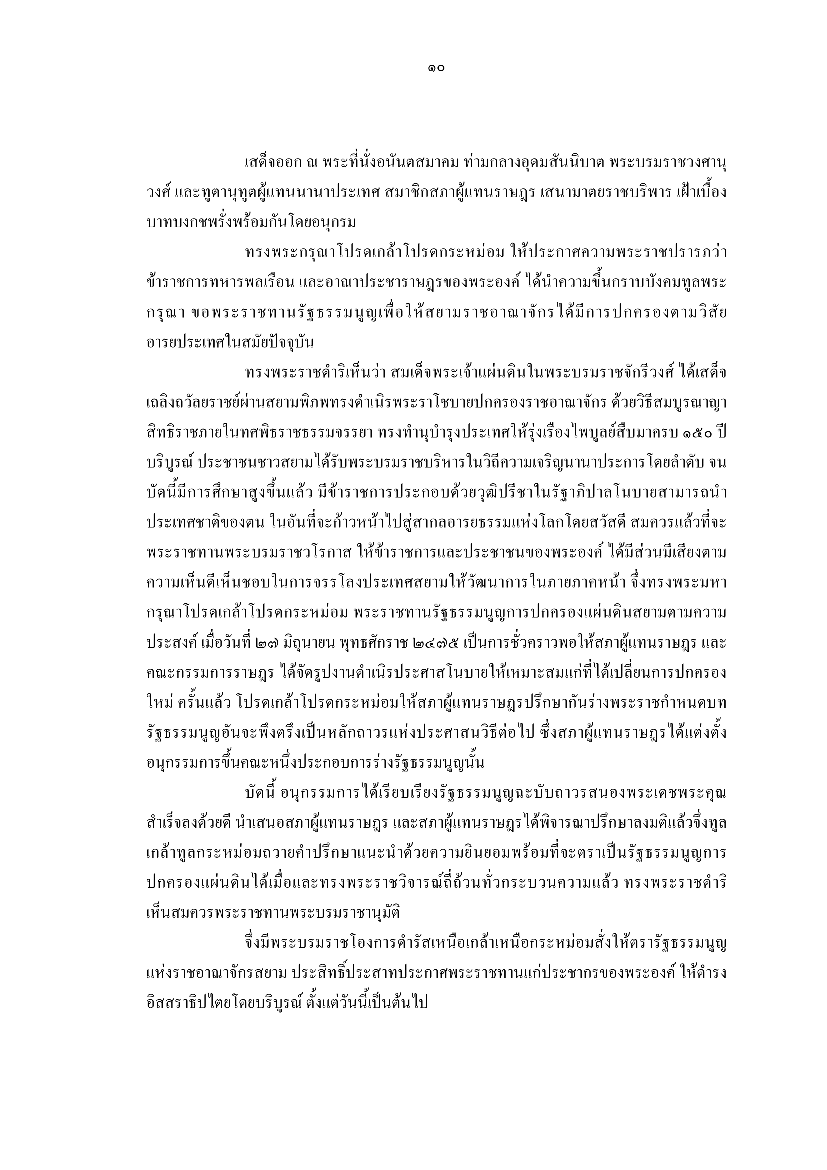 ๑๐
เสด็จออก ณ พระที่นั่งอนันตสมาคม ท่ามกลางอุดมสันนิบาต พระบรมราชวงศานุ
วงศ์ และทูตานุทูตผู้แทนนานาประเทศ สมาชิกสภาผู้แทนราษฎร เสนามาตยราชบริพาร เฝ้าเบื้อง
บาทบงกชพรั่งพร้อมกันโดยอนุกรม
ทรงพระกรุณาโปรดเกล้าโปรดกระหม่อม ให้ประกาศความพระราชปรารภว่า
ข้าราชการทหารพลเรือน และอาณาประชาราษฎรของพระองค์ ได้นำความขึ้นกราบบังคมทูลพระ
กรุณา ขอพระราชทานรัฐธรรมนูญเพื่อให้สยามราชอาณาจักรได้มีการปกครองตามวิสัย
อารยประเทศในสมัยปัจจุบัน
ทรงพระราชดำริเห็นว่า สมเด็จพระเจ้าแผ่นดินในพระบรมราชจักรีวงศ์ ได้เสด็จ
เถลิงถวัลยราชย์ผ่านสยามพิภพทรงดำเนิรพระราโชบายปกครองราชอาณาจักร ด้วยวิธีสมบูรณาญา
สิทธิราชภายในทศพิธราชธรรมจรรยา ทรงทำนุบำรุงประเทศให้รุ่งเรืองไพบูลย์สืบมาครบ ๑๕๐ ปี
บริบูรณ์ ประชาชนชาวสยามได้รับพระบรมราชบริหารในวิถีความเจริญนานาประการโดยลำดับ จน
บัดนี้มีการศึกษาสูงขึ้นแล้ว มีข้าราชการประกอบด้วยวุฒิปรีชาในรัฐาภิปาลโนบายสามารถนำ
ประเทศชาติของตน ในอันที่จะก้าวหน้าไปสู่สากลอารยธรรมแห่งโลกโดยสวัสดี สมควรแล้วที่จะ
พระราชทานพระบรมราชวโรกาส ให้ข้าราชการและประชาชนของพระองค์ ได้มีส่วนมีเสียงตาม
ความเห็นดีเห็นชอบในการจรรโลงประเทศสยามให้วัฒนาการในภายภาคหน้า จึ่งทรงพระมหา
กรุณาโปรดเกล้าโปรดกระหม่อม พระราชทานรัฐธรรมนูญการปกครองแผ่นดินสยามตามความ
ประสงค์ เมื่อวันที่ ๒๗ มิถุนายน พุทธศักราช ๒๔๗๕ เป็นการชั่วคราวพอให้สภาผู้แทนราษฎร และ
คณะกรรมการราษฎร ได้จัดรูปงานดำเนิรประศาสโนบายให้เหมาะสมแก่ที่ได้เปลี่ยนการปกครอง
ใหม่ ครั้นแล้ว โปรดเกล้าโปรดกระหม่อมให้สภาผู้แทนราษฎรปรึกษากันร่างพระราชกำหนดบท
รัฐธรรมนูญอันจะพึงตรึงเป็นหลักถาวรแห่งประศาสนวิธีต่อไป ซึ่งสภาผู้แทนราษฎรได้แต่งตั้ง
อนุกรรมการขึ้นคณะหนึ่งประกอบการร่างรัฐธรรมนูญนั้น
บัดนี้ อนุกรรมการได้เรียบเรียงรัฐธรรมนูญฉะบับถาวรสนองพระเดชพระคุณ
สำเร็จลงด้วยดี นำเสนอสภาผู้แทนราษฎร และสภาผู้แทนราษฎรได้พิจารณาปรึกษาลงมติแล้วจึ่งทูล
เกล้าทูลกระหม่อมถวายคำปรึกษาแนะนำด้วยความยินยอมพร้อมที่จะตราเป็นรัฐธรรมนูญการ
ปกครองแผ่นดินได้เมื่อและทรงพระราชวิจารณ์ถี่ถ้วนทั่วกระบวนความแล้ว ทรงพระราชดำริ
เห็นสมควรพระราชทานพระบรมราชานุมัติ
จึ่งมีพระบรมราชโองการดำรัสเหนือเกล้าเหนือกระหม่อมสั่งให้ตรารัฐธรรมนูญ
แห่งราชอาณาจักรสยาม ประสิทธิ์ประสาทประกาศพระราชทานแก่ประชากรของพระองค์ ให้ดำรง
อิสสราธิปไตยโดยบริบูรณ์ ตั้งแต่วันนี้เป็นต้นไป